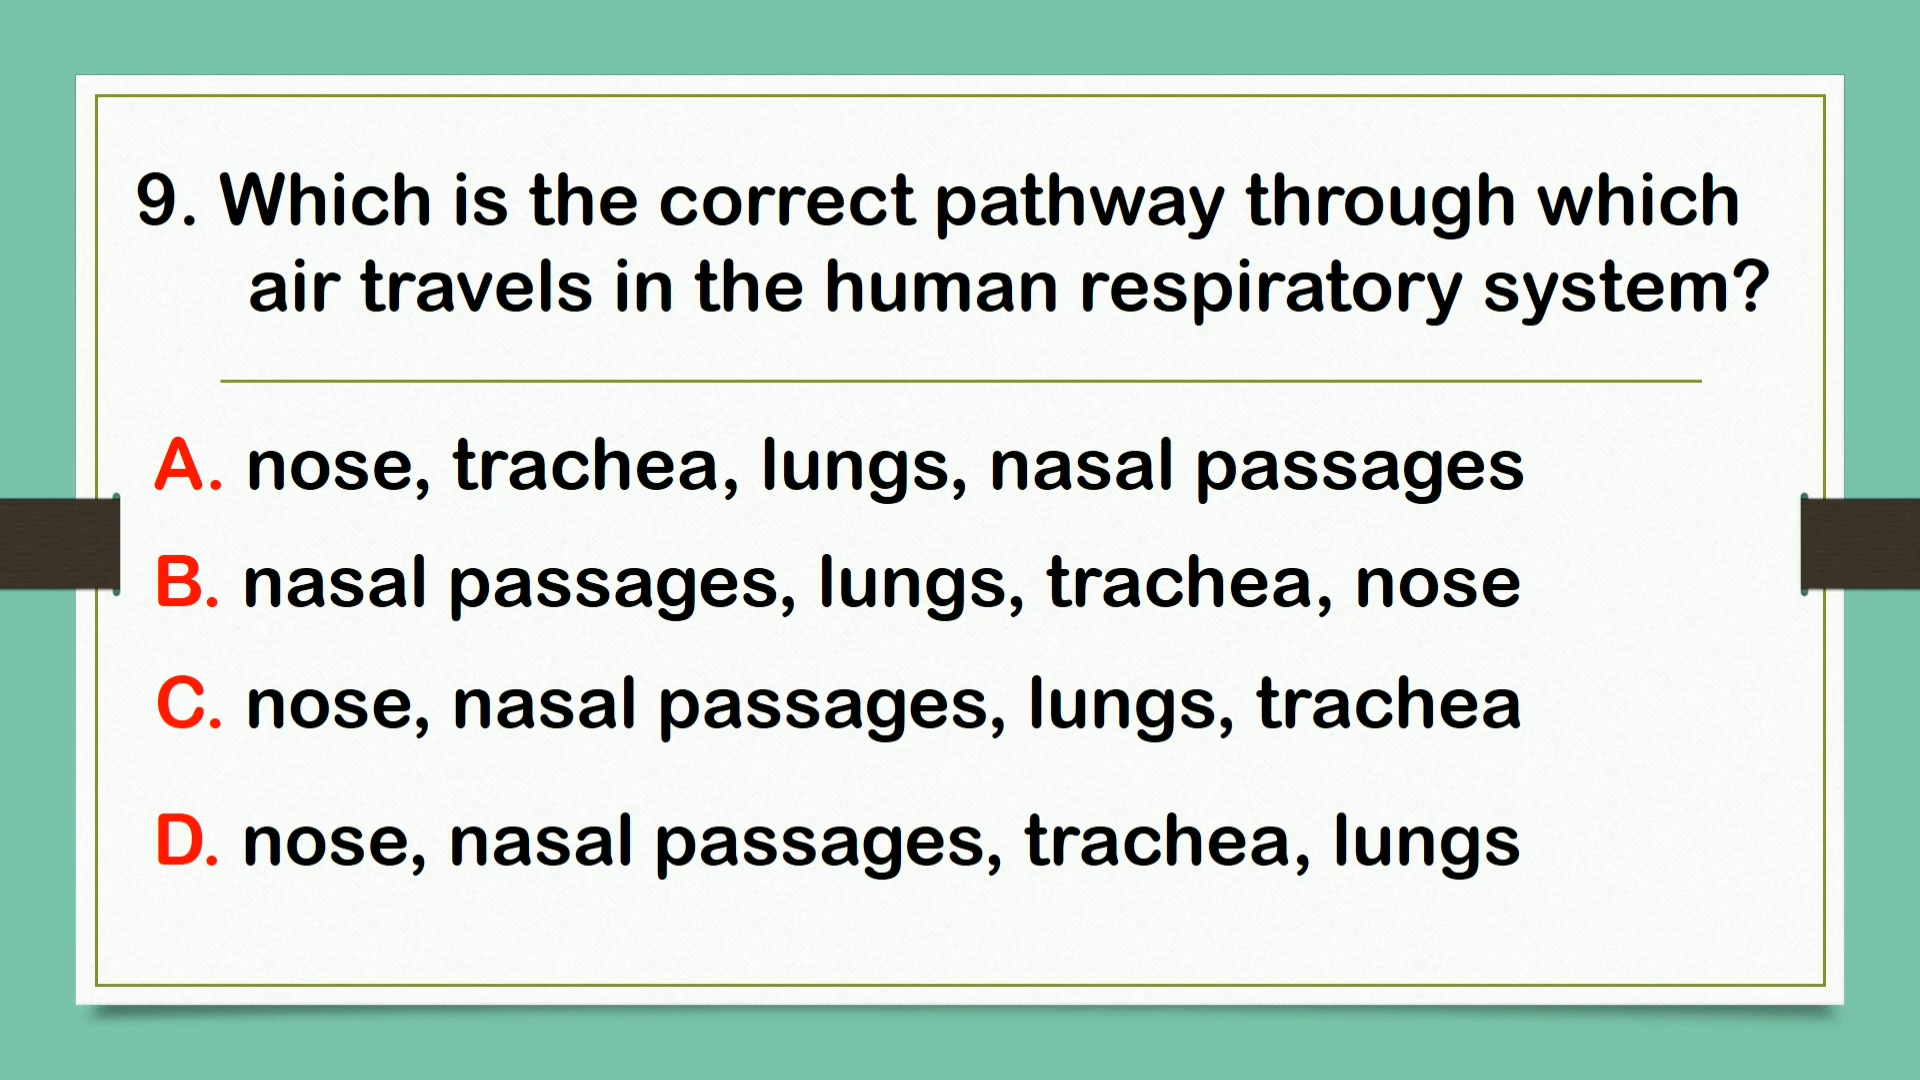 9. Which is the correct pathway through which
air travels in the human respiratory system?
A. nose, trachea, lungs, nasal passages
B. nasal passages, lungs, trachea, nose
C. nose, nasal passages, lungs, trachea
D. nose, nasal passages, trachea, lungs